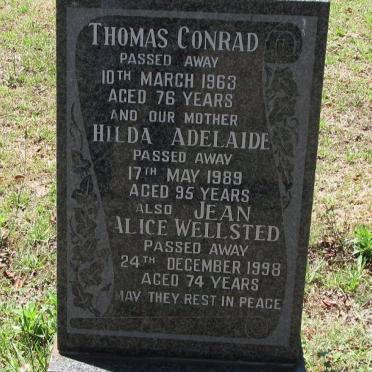 THOMAS CONRAD
PASSED AWAY
10TH MARCH 1963
AGED 76 YEARS
AND OUR MOTHER
HILDA ADELAIDE
PASSED AWAY
17TH MAY 1989
AGED 95 YEARS
ALSO JEAN
ALICE WELLSTED
PASSED AWAY
24TH DECEMBER 1998
AGED 74 YEARS
MAY THEY REST IN PEACE